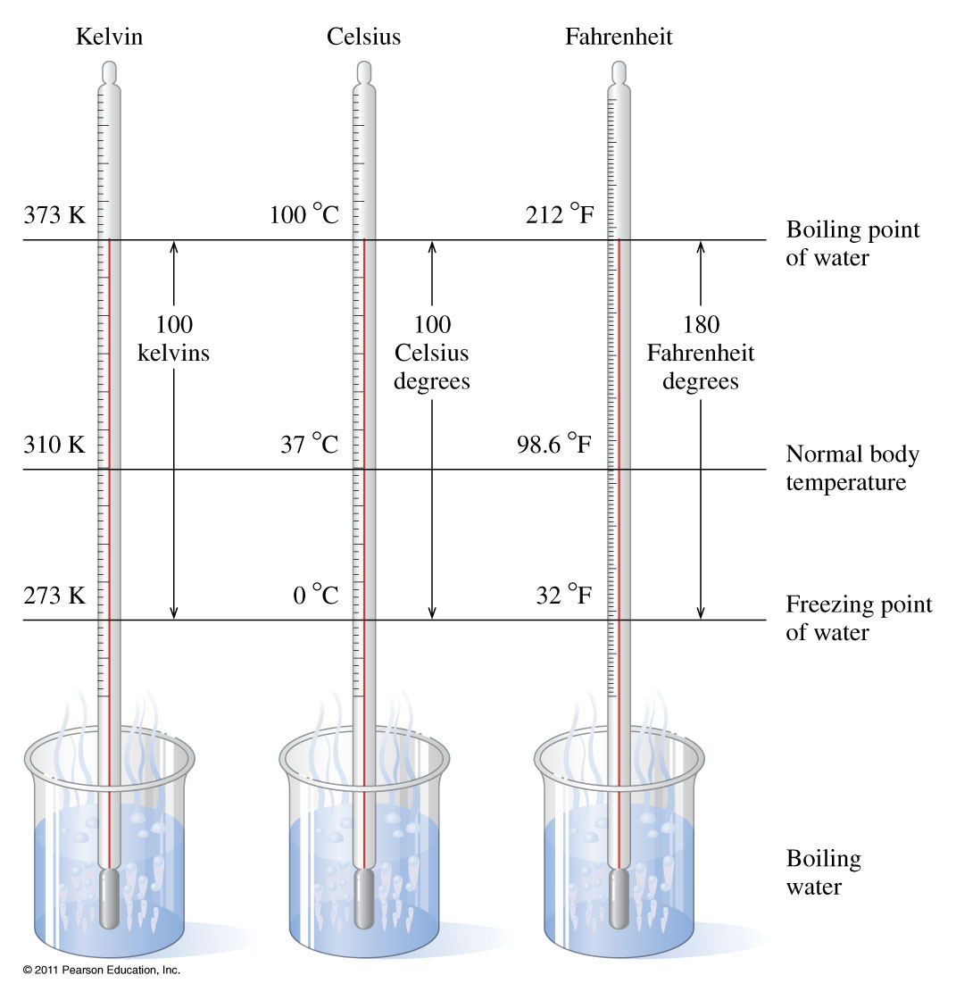 Kelvin
Celsius
Fahrenheit
373 K
100 °C
212 °F
Boiling point
of water
100
kelvins
100
Celsius
degrees
180
Fahrenheit
degrees
310 K
37 °C
98.6 °F
Normal body
temperature
273 K
0 °C
32 °F
Freezing point
of water
Boiling
water
© 2011 Pearson Education, Inc.